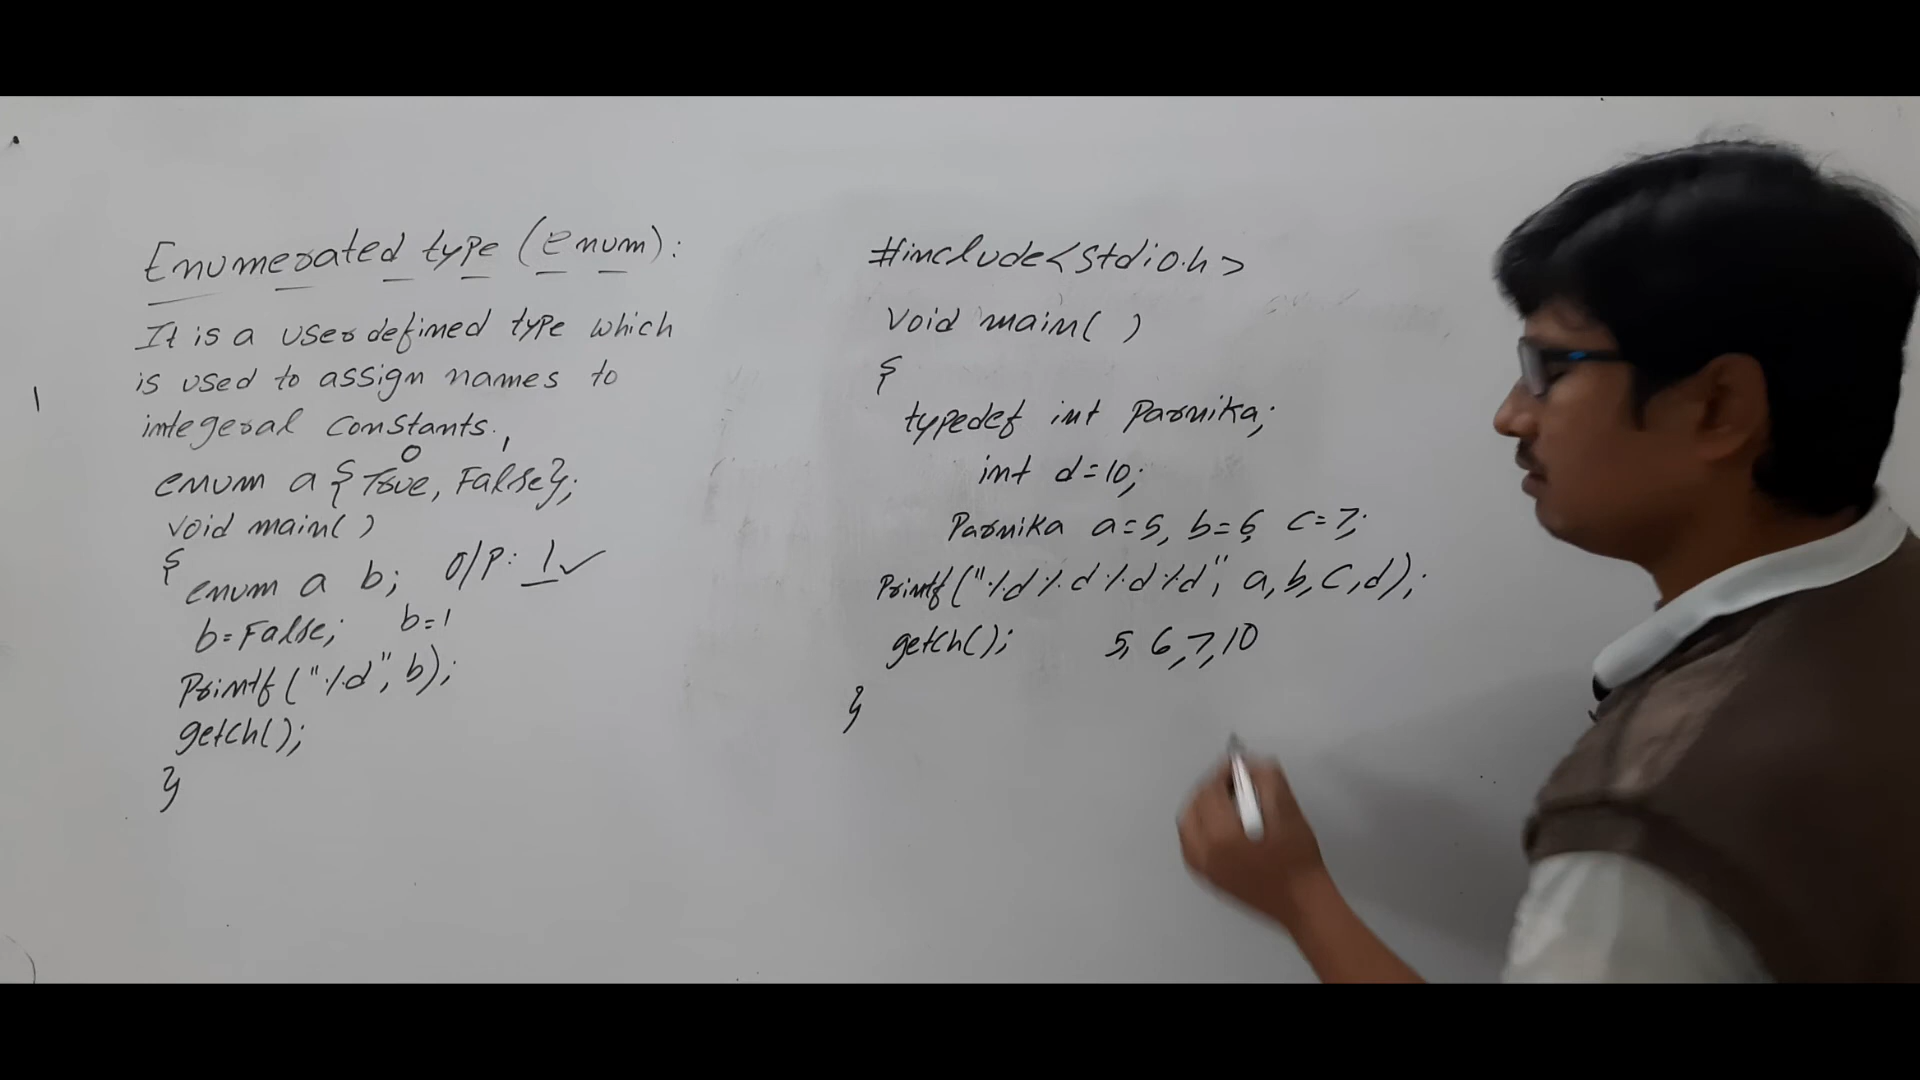 Enumerated type (Enum):
It is a user defined type which
is used to assign names to
integeral constants.
0 1
enum a { True, False};
void main( )
{
enum a b; O/P: 1 ✓
b=False; b=1
Printf("%d", b);
getch();
}
#include<stdio.h>
void main( )
{
typedef int Parnika;
int d=10;
Parnika a=5, b=6, c=7;
Printf("%d %d %d %d", a, b, c, d);
getch(); 5, 6, 7, 10
}